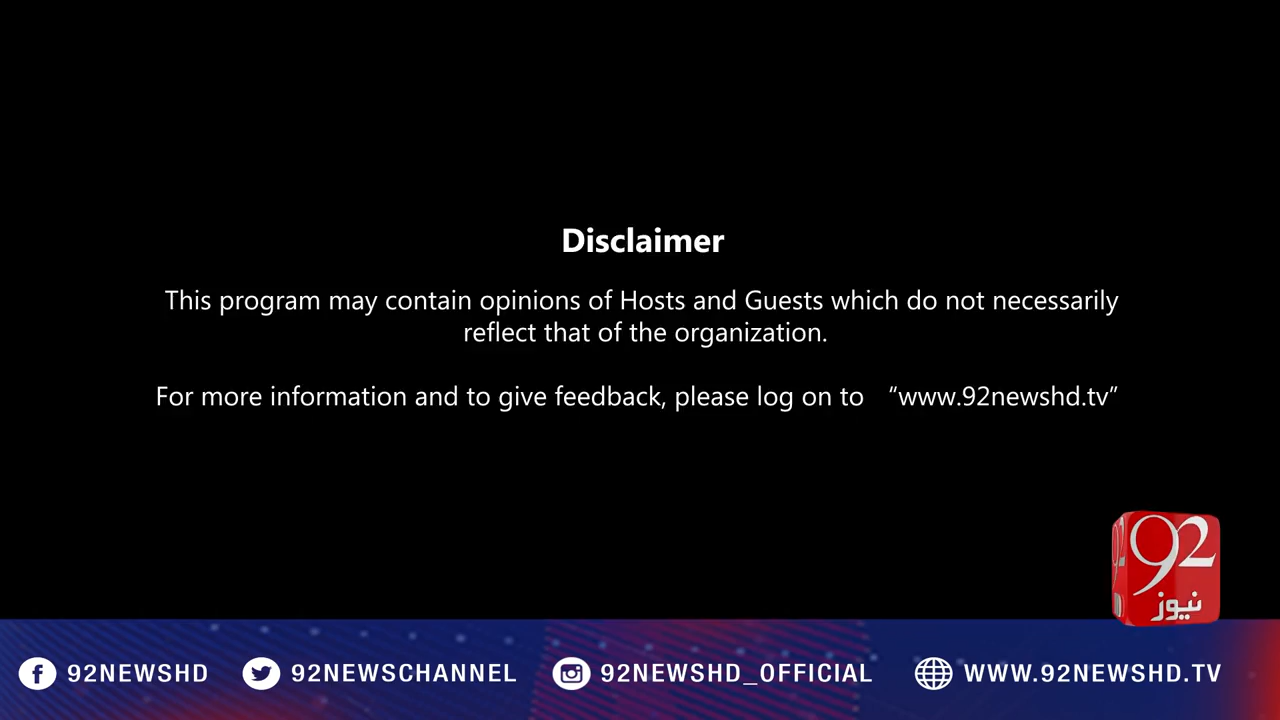 Disclaimer
This program may contain opinions of Hosts and Guests which do not necessarily
reflect that of the organization.
For more information and to give feedback, please log on to “www.92newshd.tv”
92
نیوز
92NEWSHD
92NEWSCHANNEL
92NEWSHD_OFFICIAL
WWW.92NEWSHD.TV